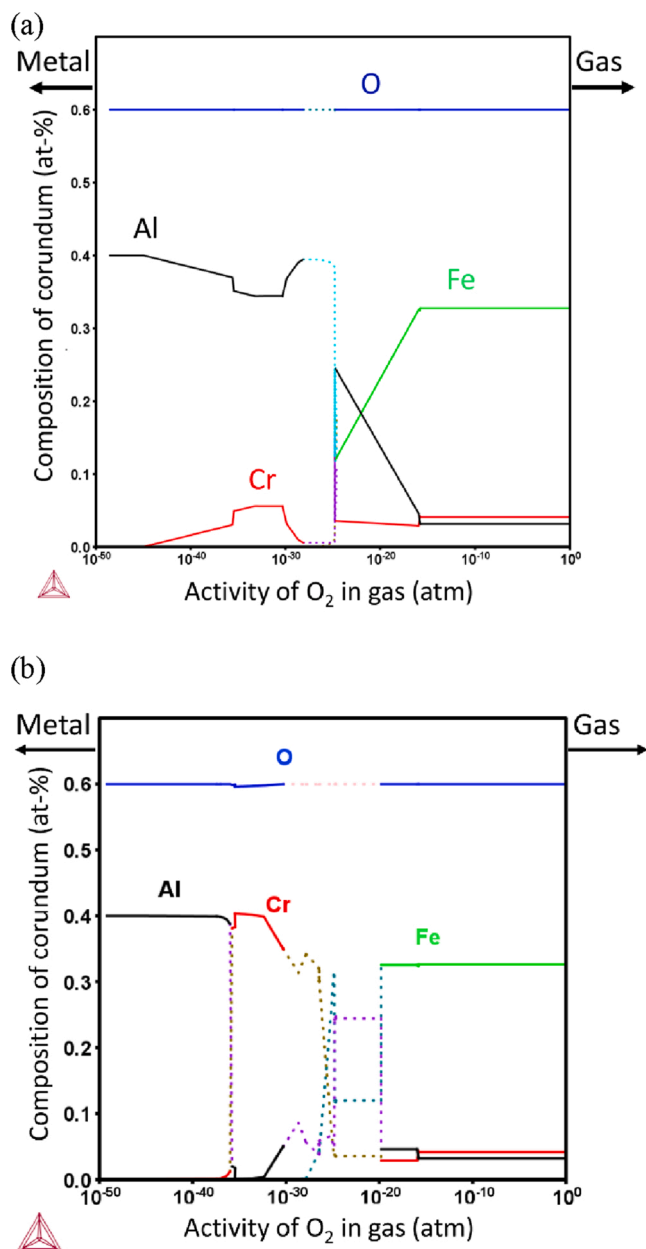 (a)
Metal
Gas
O
0.6
0.5
Al
0.4
Fe
0.3
0.2
Cr
0.1
0.0
Composition of corundum (at-%)
10⁻⁵⁰ 10⁻⁴⁰ 10⁻³⁰ 10⁻²⁰ 10⁻¹⁰ 10⁰
Activity of O₂ in gas (atm)
(b)
Metal
Gas
O
0.6
0.5
Al
Cr
0.4
Fe
0.3
0.2
0.1
0.0
Composition of corundum (at-%)
10⁻⁵⁰ 10⁻⁴⁰ 10⁻³⁰ 10⁻²⁰ 10⁻¹⁰ 10⁰
Activity of O₂ in gas (atm)